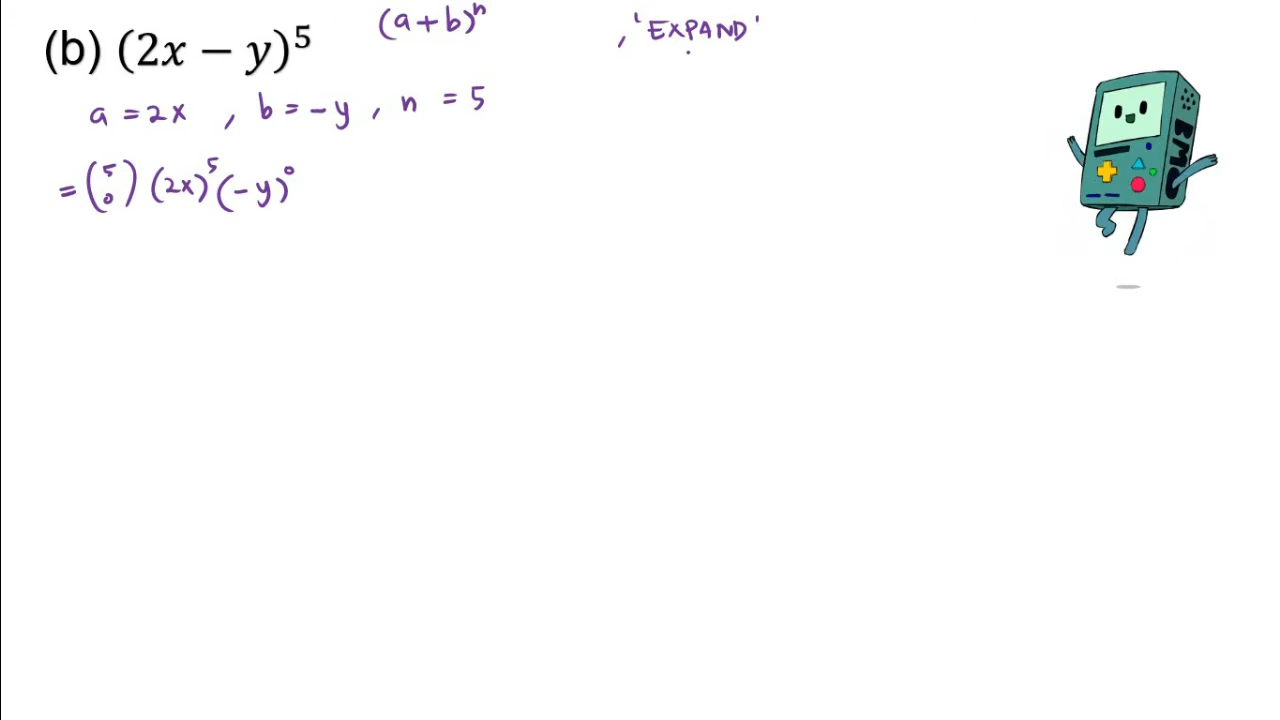 (b) (2x − y)⁵
(a+b)ⁿ
, 'EXPAND'
a = 2x , b = -y , n = 5
= (5 0) (2x)⁵ (-y)⁰
BMO